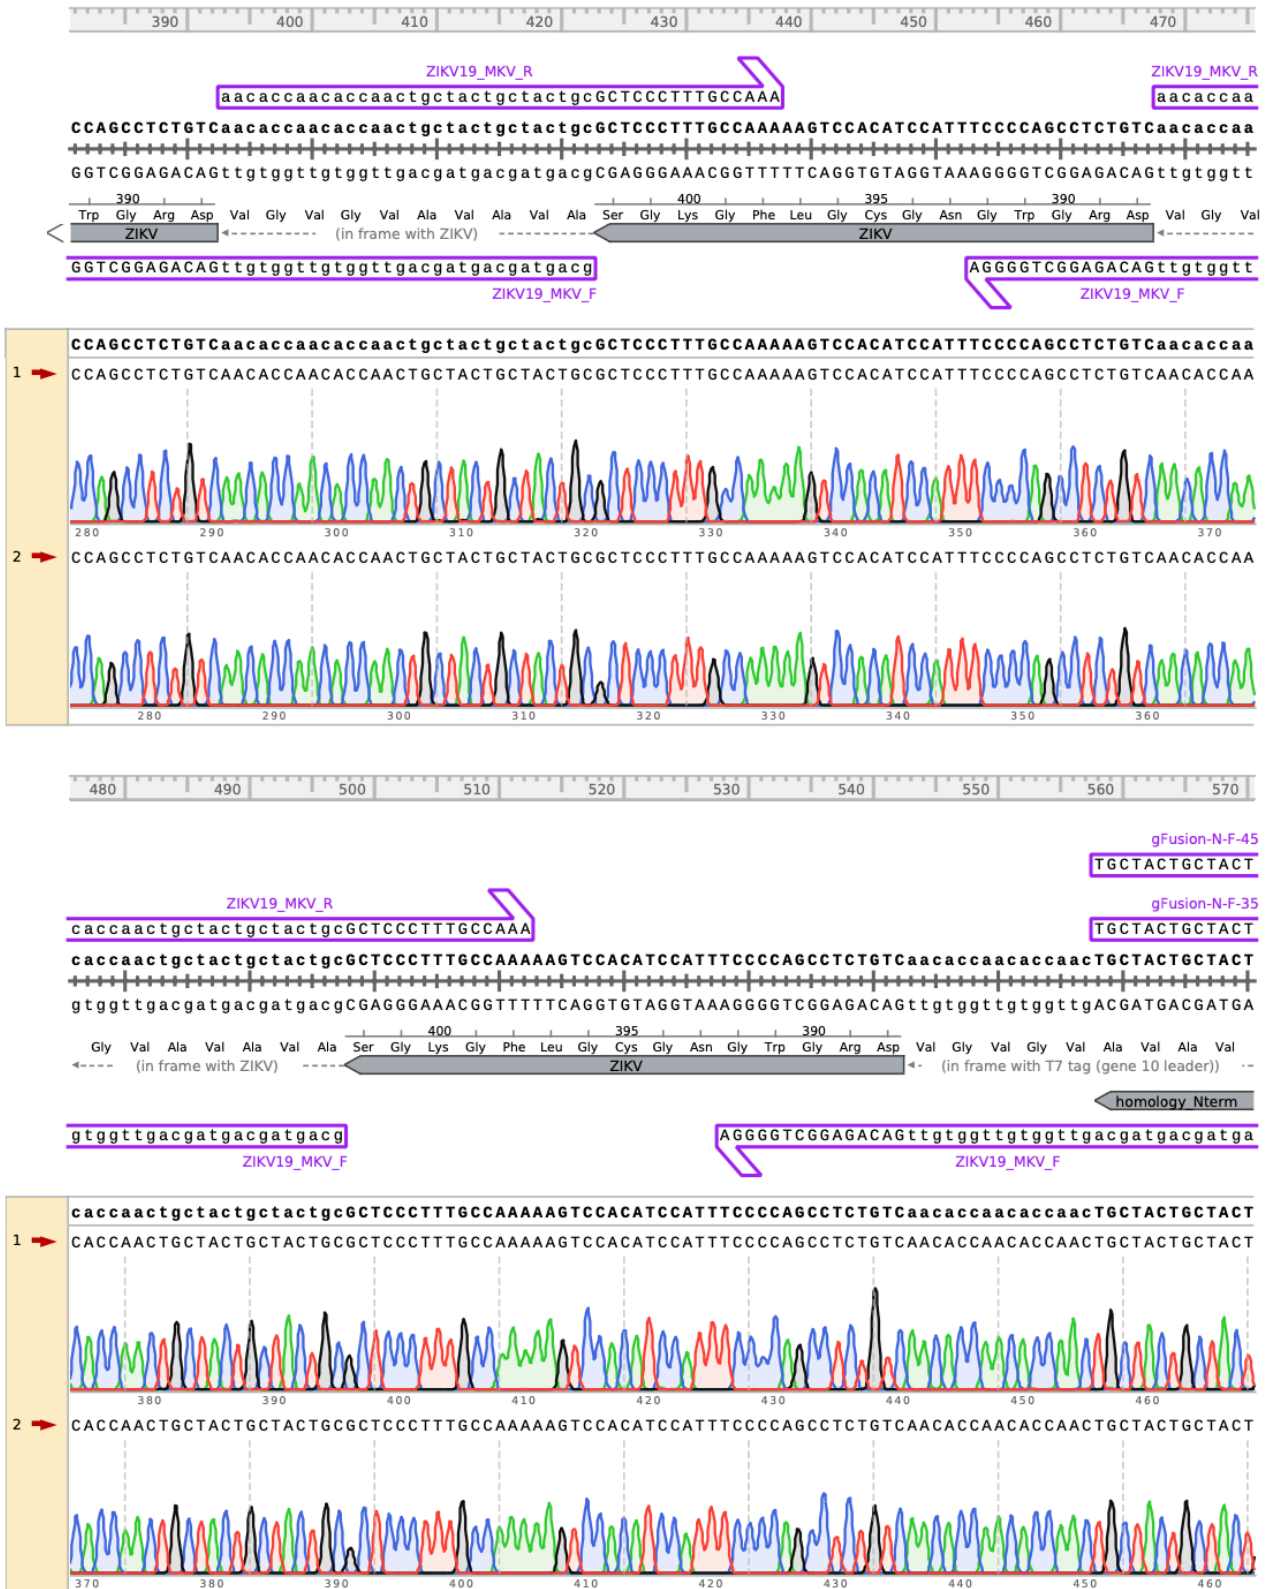 390 400 410 420 430 440 450 460 470
ZIKV19_MKV_R ZIKV19_MKV_R
aacaccaacaccaactgctactgctactgcGCTCCCTTTGCCAAA aacaccaa
CCAGCCTCTGTCaacaccaacaccaactgctactgctactgcGCTCCCTTTGCCAAAAAGTCCACATCCATTTCCCCAGCCTCTGTCaacaccaa
GGTCGGAGACAGttgtggttgtggttgacgatgacgatgacgCGAGGGAAACGGTTTTTCAGGTGTAGGTAAAGGGGTCGGAGACAGttgtggtt
390 400 395 390
Trp Gly Arg Asp Val Gly Val Gly Val Ala Val Ala Val Ala Ser Gly Lys Gly Phe Leu Gly Cys Gly Asn Gly Trp Gly Arg Asp Val Gly Val
ZIKV (in frame with ZIKV) ZIKV
GGTCGGAGACAGttgtggttgtggttgacgatgacgatgacg AGGGGTCGGAGACAGttgtggtt
ZIKV19_MKV_F ZIKV19_MKV_F
CCAGCCTCTGTCaacaccaacaccaactgctactgctactgcGCTCCCTTTGCCAAAAAGTCCACATCCATTTCCCCAGCCTCTGTCaacaccaa
1 CCAGCCTCTGTCAACACCAACACCAACTGCTACTGCTACTGCGCTCCCTTTGCCAAAAAGTCCACATCCATTTCCCCAGCCTCTGTCAACACCAA
280 290 300 310 320 330 340 350 360 370
2 CCAGCCTCTGTCAACACCAACACCAACTGCTACTGCTACTGCGCTCCCTTTGCCAAAAAGTCCACATCCATTTCCCCAGCCTCTGTCAACACCAA
280 290 300 310 320 330 340 350 360
480 490 500 510 520 530 540 550 560 570
gFusion-N-F-45
TGCTACTGCTACT
ZIKV19_MKV_R gFusion-N-F-35
caccaactgctactgctactgcGCTCCCTTTGCCAAA TGCTACTGCTACT
caccaactgctactgctactgcGCTCCCTTTGCCAAAAAGTCCACATCCATTTCCCCAGCCTCTGTCaacaccaacaccaacTGCTACTGCTACT
gtggttgacgatgacgatgacgCGAGGGAAACGGTTTTTCAGGTGTAGGTAAAGGGGTCGGAGACAGttgtggttgtggttgACGATGACGATGA
400 395 390
Gly Val Ala Val Ala Val Ala Ser Gly Lys Gly Phe Leu Gly Cys Gly Asn Gly Trp Gly Arg Asp Val Gly Val Gly Val Ala Val Ala Val
(in frame with ZIKV) ZIKV (in frame with T7 tag (gene 10 leader))
homology_Nterm
gtggttgacgatgacgatgacg AGGGGTCGGAGACAGttgtggttgtggttgacgatgacgatga
ZIKV19_MKV_F ZIKV19_MKV_F
caccaactgctactgctactgcGCTCCCTTTGCCAAAAAGTCCACATCCATTTCCCCAGCCTCTGTCaacaccaacaccaacTGCTACTGCTACT
1 CACCAACTGCTACTGCTACTGCGCTCCCTTTGCCAAAAAGTCCACATCCATTTCCCCAGCCTCTGTCAACACCAACACCAACTGCTACTGCTACT
380 390 400 410 420 430 440 450 460
2 CACCAACTGCTACTGCTACTGCGCTCCCTTTGCCAAAAAGTCCACATCCATTTCCCCAGCCTCTGTCAACACCAACACCAACTGCTACTGCTACT
370 380 390 400 410 420 430 440 450 460